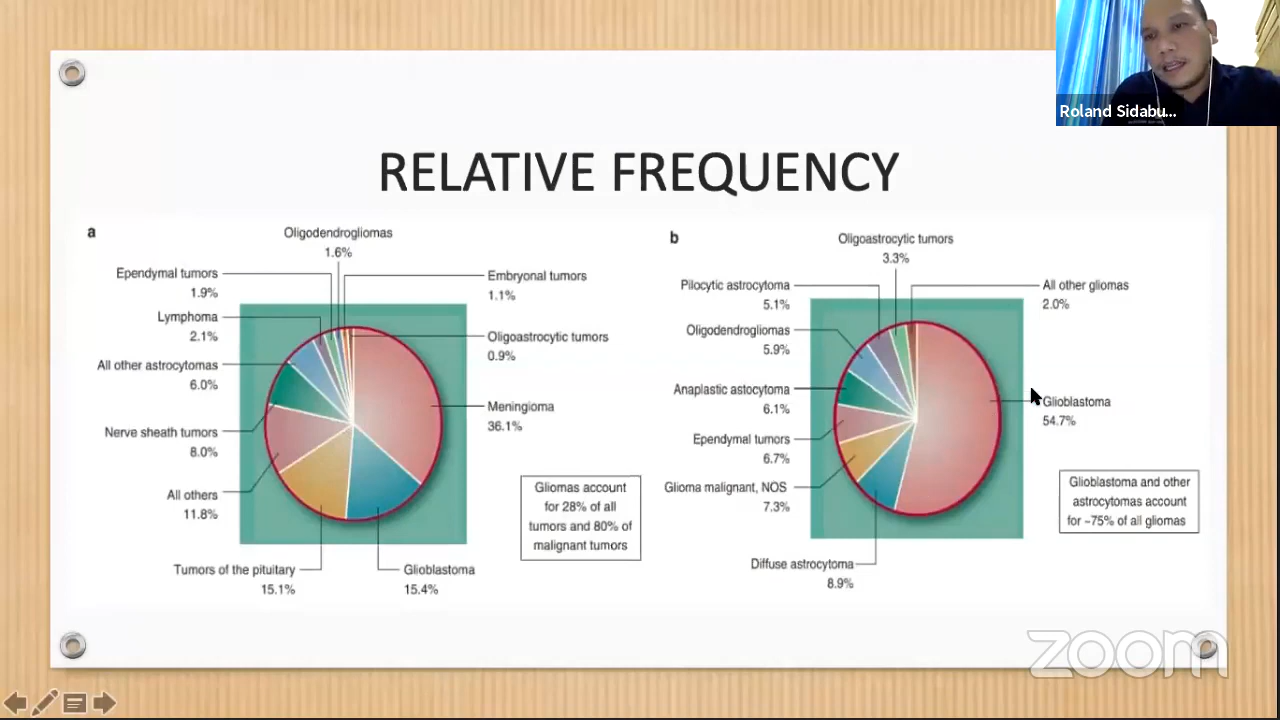 Roland Sidabu...
RELATIVE FREQUENCY
a
Oligodendrogliomas
1.6%
Ependymal tumors
1.9%
Embryonal tumors
1.1%
Lymphoma
2.1%
Oligoastrocytic tumors
0.9%
All other astrocytomas
6.0%
Meningioma
36.1%
Nerve sheath tumors
8.0%
All others
11.8%
Gliomas account
for 28% of all
tumors and 80% of
malignant tumors
Tumors of the pituitary
15.1%
Glioblastoma
15.4%
b
Oligoastrocytic tumors
3.3%
Pilocytic astrocytoma
5.1%
All other gliomas
2.0%
Oligodendrogliomas
5.9%
Anaplastic astocytoma
6.1%
Glioblastoma
54.7%
Ependymal tumors
6.7%
Glioma malignant, NOS
7.3%
Glioblastoma and other
astrocytomas account
for ~75% of all gliomas
Diffuse astrocytoma
8.9%
zoom